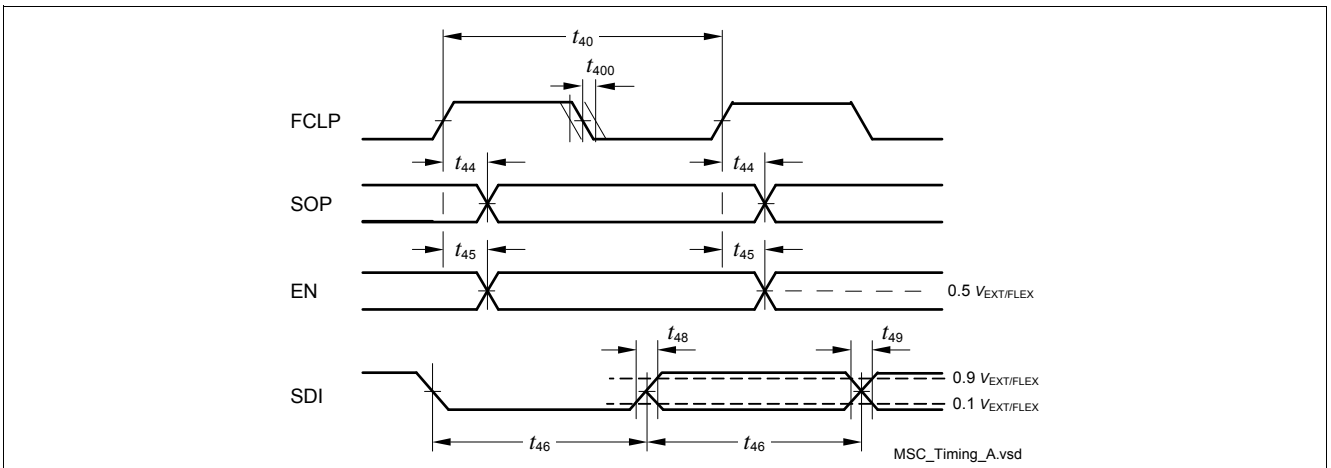 t40
t400
FCLP
t44
t44
SOP
t45
t45
EN
0.5 VEXT/FLEX
t48
t49
0.9 VEXT/FLEX
SDI
0.1 VEXT/FLEX
t46
t46
MSC_Timing_A.vsd